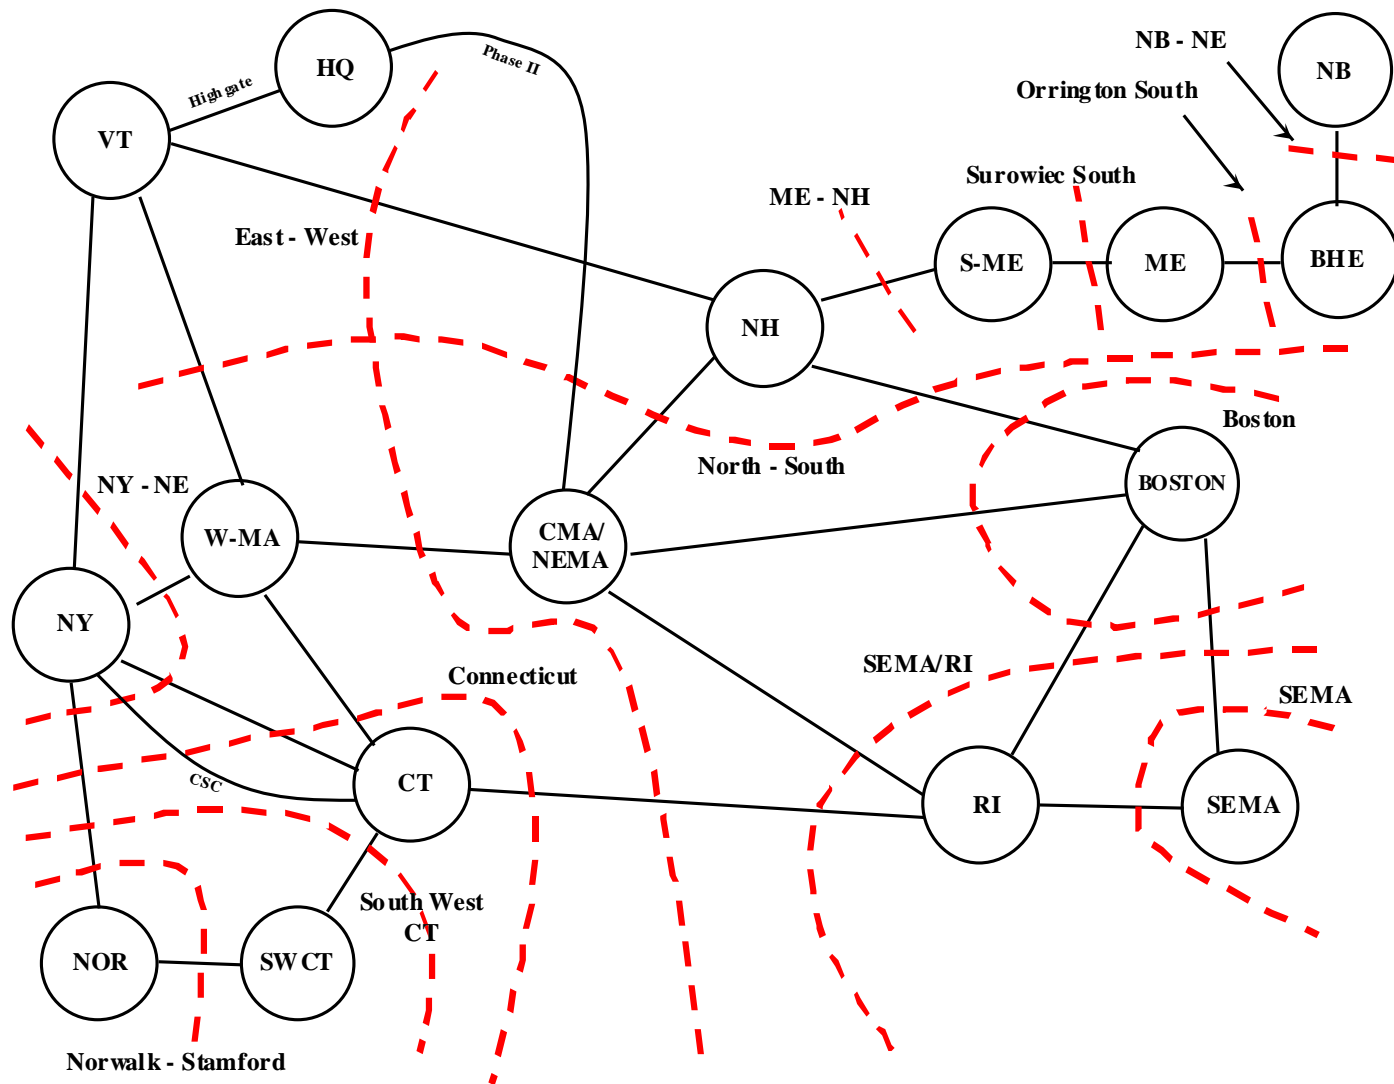 NB - NE
HQ
Phase II
NB
Orrington South
Highgate
VT
Surowiec South
ME - NH
East - West
S-ME
ME
BHE
NH
Boston
North - South
NY - NE
BOSTON
W-MA
CMA/
NEMA
NY
SEMA/RI
Connecticut
SEMA
CSC
CT
RI
SEMA
South West
CT
NOR
SWCT
Norwalk - Stamford